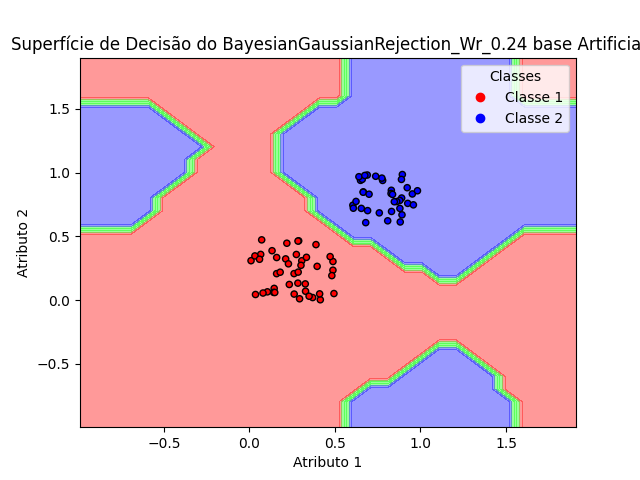 Superfície de Decisão do BayesianGaussianRejection_Wr_0.24 base Artificia
Classes
Classe 1
Classe 2
1.5
1.0
0.5
0.0
−0.5
Atributo 2
−0.5
0.0
0.5
1.0
1.5
Atributo 1